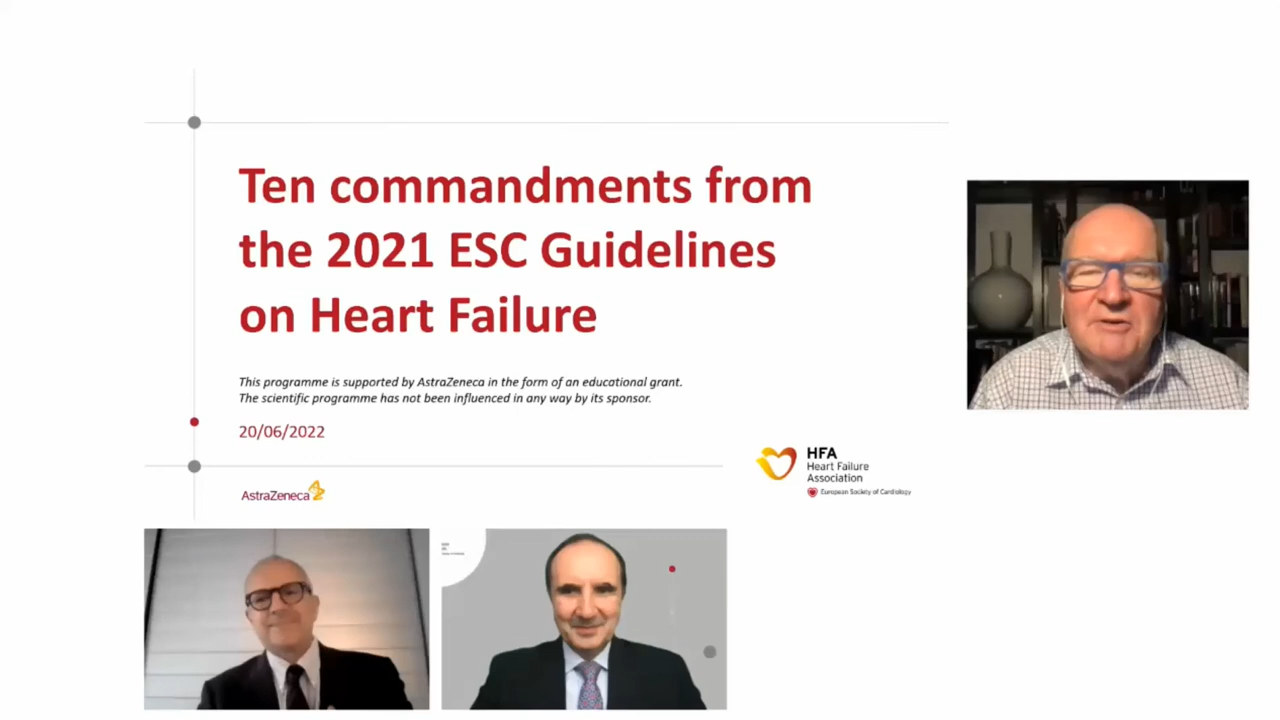 Ten commandments from
the 2021 ESC Guidelines
on Heart Failure
This programme is supported by AstraZeneca in the form of an educational grant.
The scientific programme has not been influenced in any way by its sponsor.
20/06/2022
HFA
Heart Failure
Association
European Society of Cardiology
AstraZeneca